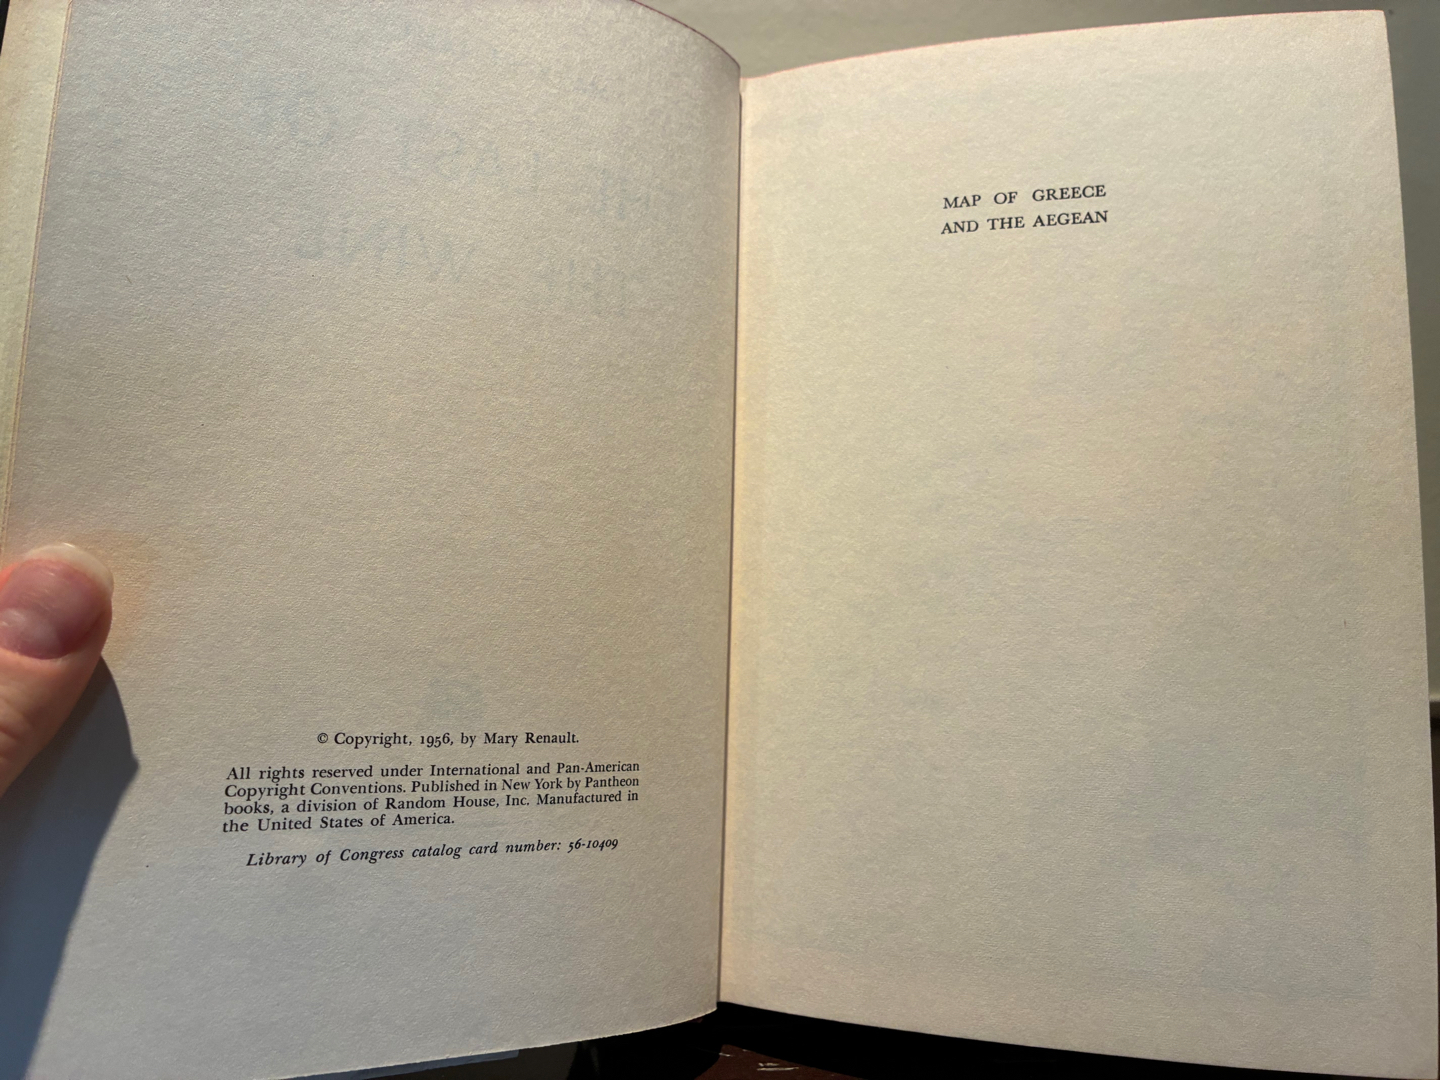 © Copyright, 1956, by Mary Renault.
All rights reserved under International and Pan-American
Copyright Conventions. Published in New York by Pantheon
books, a division of Random House, Inc. Manufactured in
the United States of America.
Library of Congress catalog card number: 56-10409
MAP OF GREECE
AND THE AEGEAN